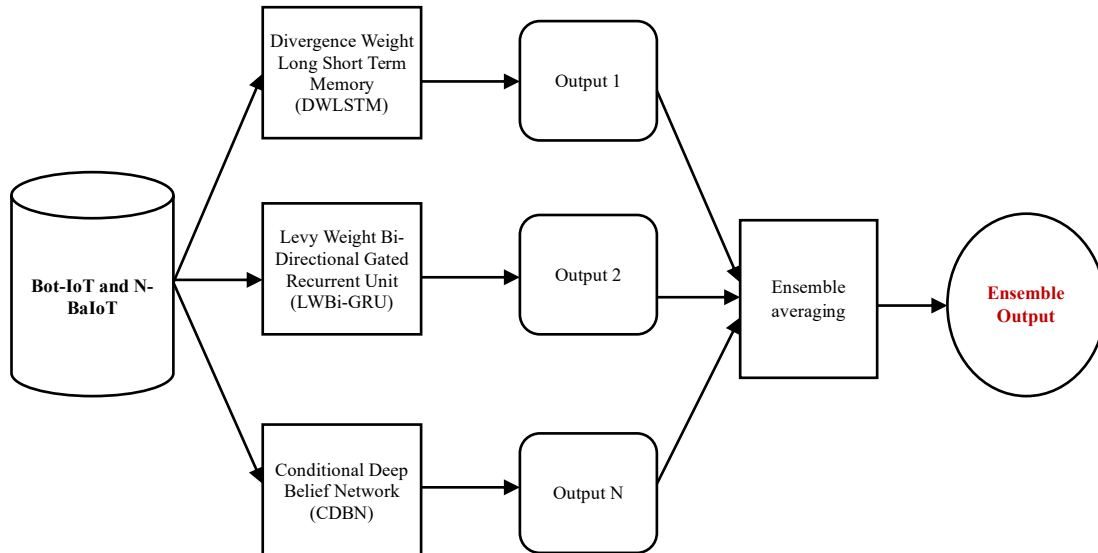 Divergence Weight
Long Short Term
Memory
(DWLSTM)
Output 1
Bot-IoT and N-
BaIoT
Levy Weight Bi-
Directional Gated
Recurrent Unit
(LWBi-GRU)
Output 2
Ensemble
averaging
Ensemble
Output
Conditional Deep
Belief Network
(CDBN)
Output N